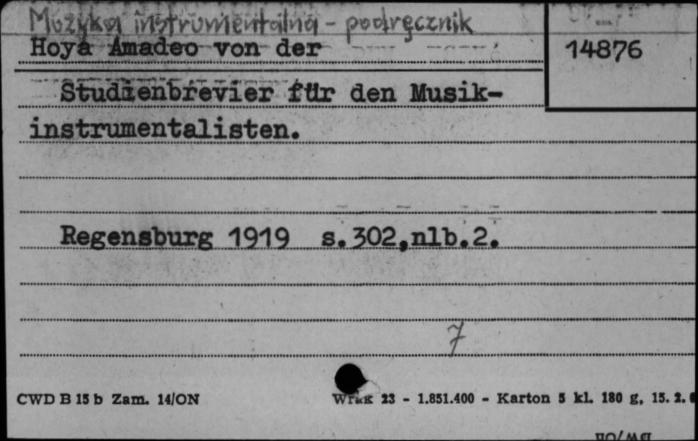 Muzyka instrumentalna - podręcznik
Hoya Amadeo von der
14876
Studienbrevier für den Musik-
instrumentalisten.
Regensburg 1919 s.302,nlb.2.
7
CWD B 15 b Zam. 14/ON
23 - 1.851.400 - Karton 5 kl. 180 g, 15. 2.